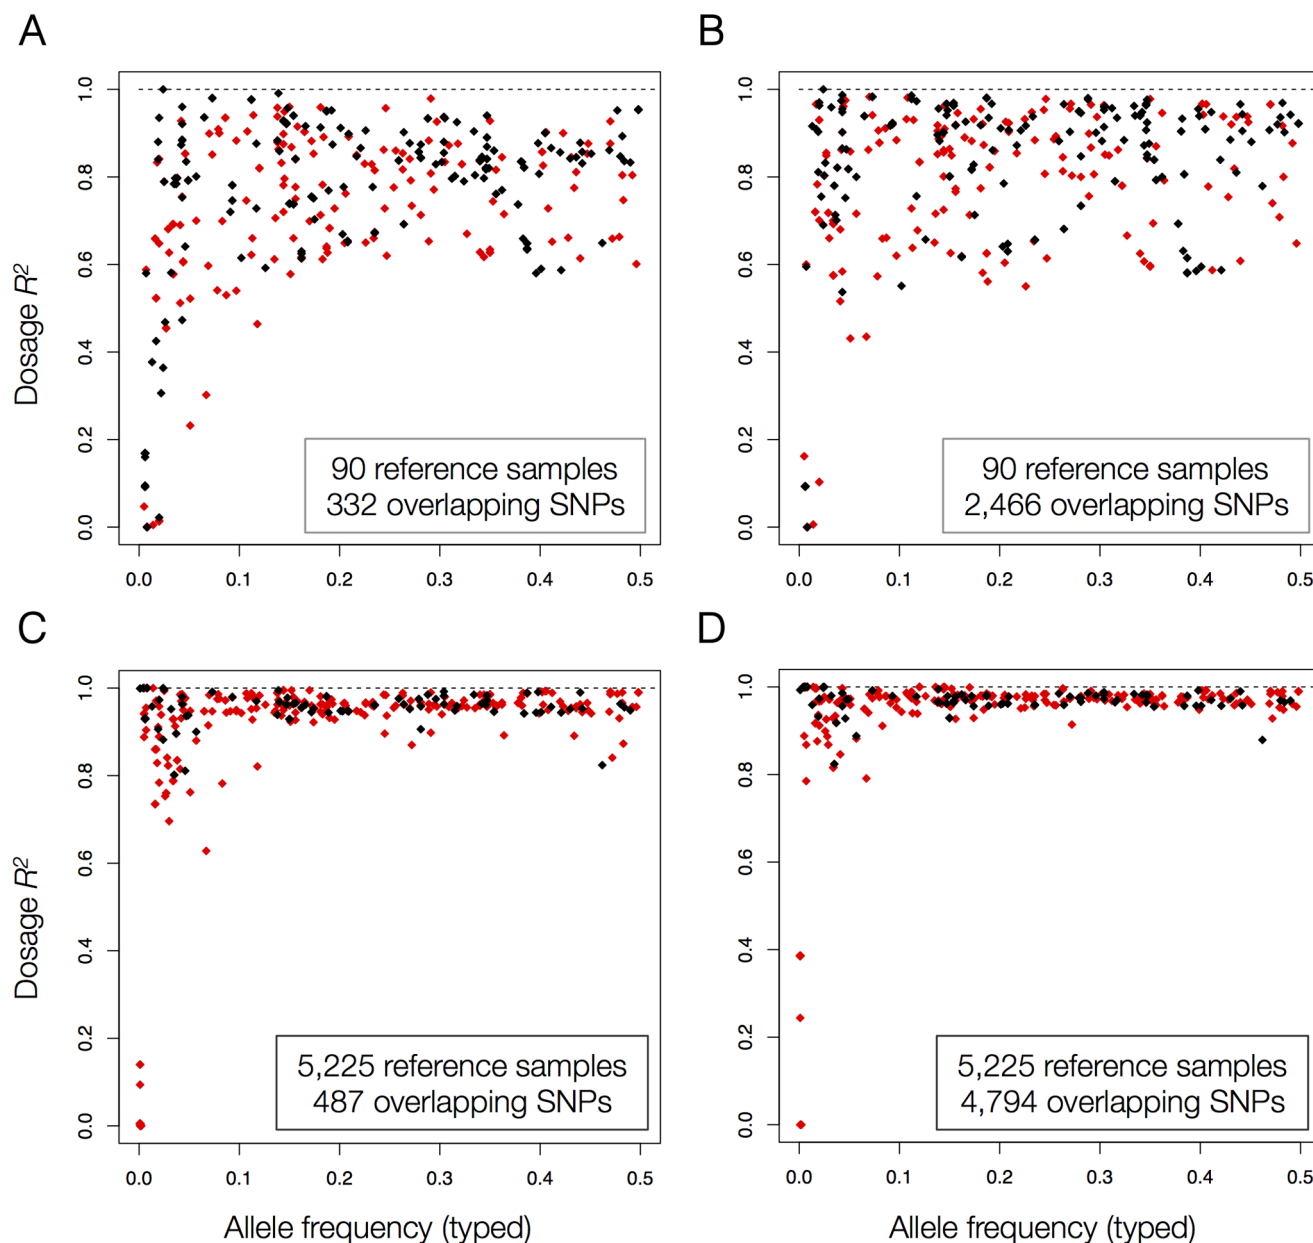 A
B
1.0
0.8
0.6
0.4
0.2
0.0
Dosage R²
90 reference samples
332 overlapping SNPs
0.0 0.1 0.2 0.3 0.4 0.5
1.0
0.8
0.6
0.4
0.2
0.0
90 reference samples
2,466 overlapping SNPs
0.0 0.1 0.2 0.3 0.4 0.5
C
D
1.0
0.8
0.6
0.4
0.2
0.0
Dosage R²
5,225 reference samples
487 overlapping SNPs
0.0 0.1 0.2 0.3 0.4 0.5
Allele frequency (typed)
1.0
0.8
0.6
0.4
0.2
0.0
5,225 reference samples
4,794 overlapping SNPs
0.0 0.1 0.2 0.3 0.4 0.5
Allele frequency (typed)